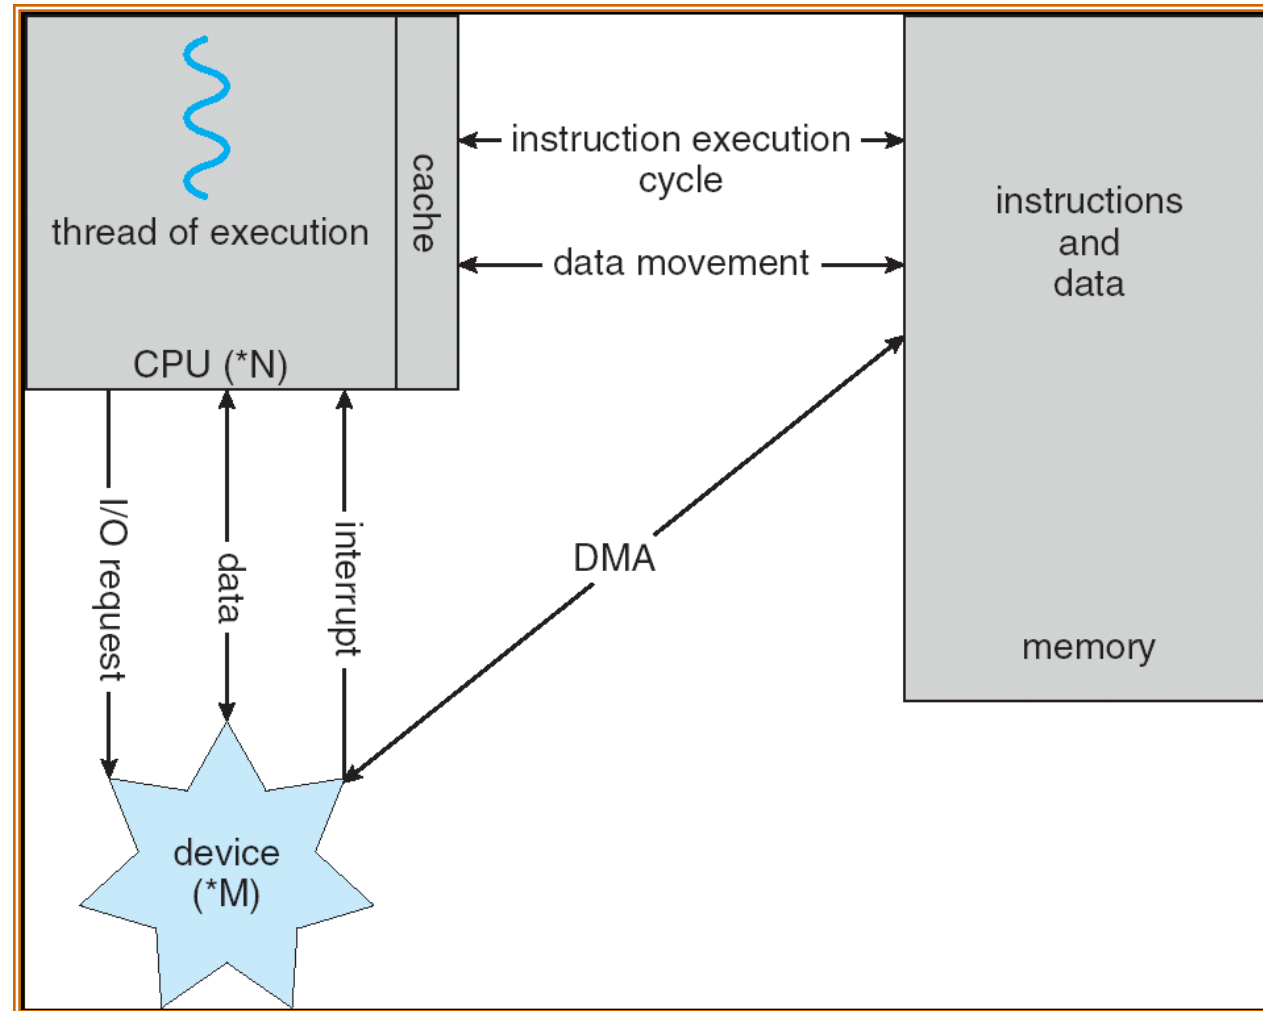 thread of execution
CPU (*N)
cache
instruction execution
cycle
data movement
instructions
and
data
memory
I/O request
data
interrupt
DMA
device
(*M)